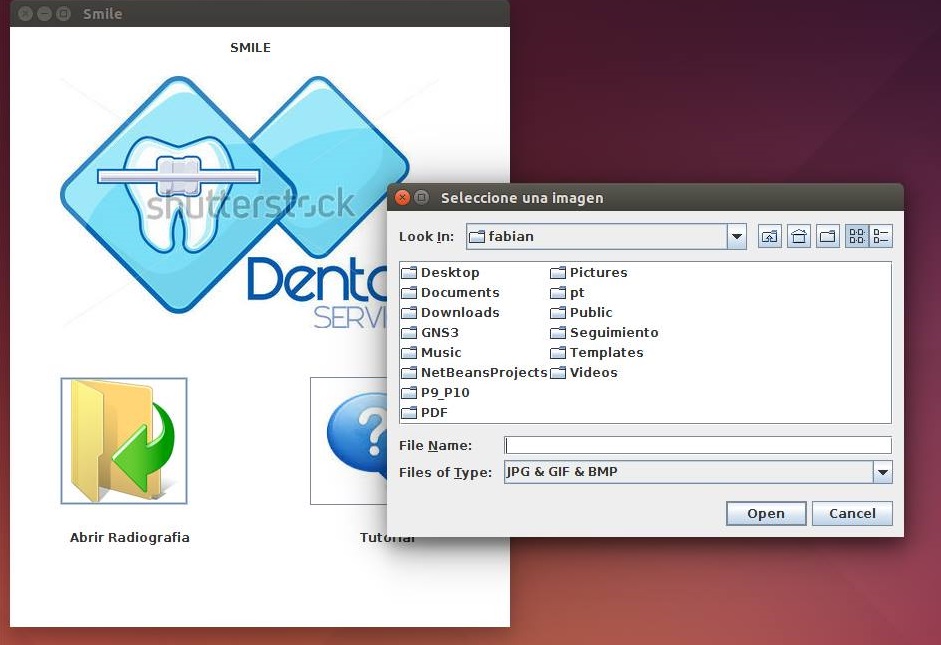 Smile
SMILE
shutterstock
Dent
SERVI
Abrir Radiografia
Tutorial
Seleccione una imagen
Look In:
fabian
Desktop
Documents
Downloads
GNS3
Music
NetBeansProjects
P9_P10
PDF
Pictures
pt
Public
Seguimiento
Templates
Videos
File Name:
Files of Type:
JPG & GIF & BMP
Open
Cancel